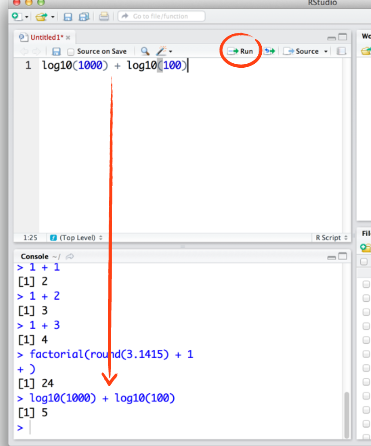 RStudio
Go to file/function
Untitled1* ×
Source on Save
Run
Source
Wo
1 log10(1000) + log10(100)
1:25
(Top Level)
R Script
Fil
Console ~/
> 1 + 1
[1] 2
> 1 + 2
[1] 3
> 1 + 3
[1] 4
> factorial(round(3.1415) + 1
+ )
[1] 24
> log10(1000) + log10(100)
[1] 5
>